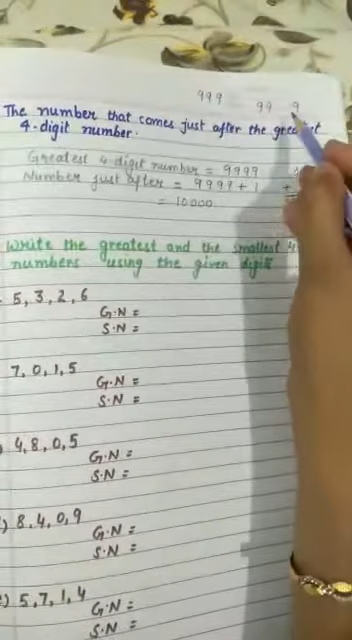 999 99 9
The number that comes just after the greatest
4-digit number.
Greatest 4-digit number = 9999
Number just after = 9999 + 1 +
= 10000
Write the greatest and the smallest 4
numbers using the given digits
5, 3, 2, 6
G.N =
S.N =
7, 0, 1, 5
G.N =
S.N =
) 4, 8, 0, 5
G.N =
S.N =
) 8, 4, 0, 9
G.N =
S.N =
) 5, 7, 1, 4
G.N =
S.N =